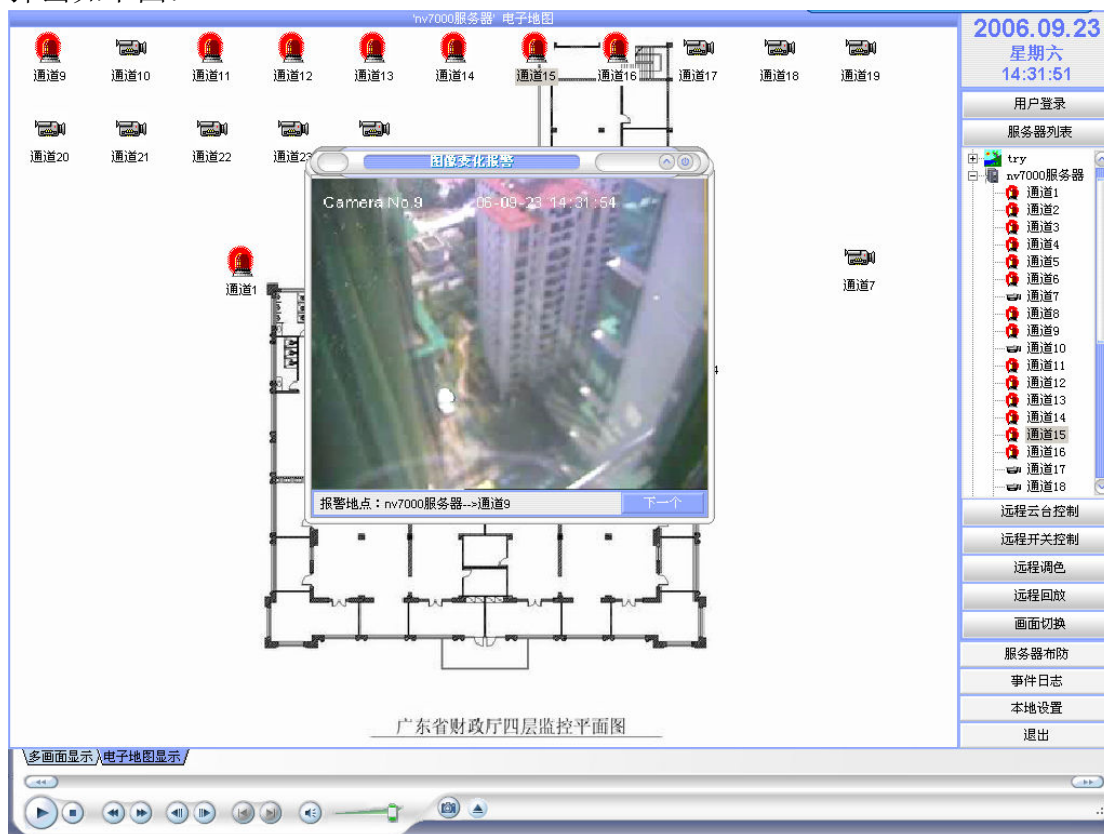 'nv7000服务器' 电子地图
通道9 通道10 通道11 通道12 通道13 通道14 通道15 通道16 通道17 通道18 通道19
通道20 通道21 通道22 通道23
图像变化报警
Camera No.9 06-09-23 14:31:54
通道1
通道7
报警地点：nv7000服务器-->通道9 下一个
广东省财政厅四层监控平面图
多画面显示 电子地图显示
2006.09.23
星期六
14:31:51
用户登录
服务器列表
try
nv7000服务器
通道1
通道2
通道3
通道4
通道5
通道6
通道7
通道8
通道9
通道10
通道11
通道12
通道13
通道14
通道15
通道16
通道17
通道18
远程云台控制
远程开关控制
远程调色
远程回放
画面切换
服务器布防
事件日志
本地设置
退出